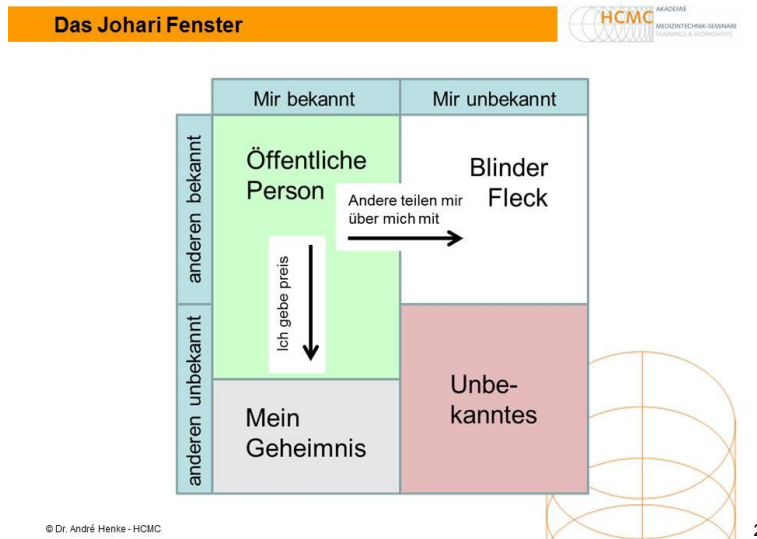 Das Johari Fenster
HCMC
AKADEMIE
MEDIZINTECHNIK-SEMINARE
TRAININGS & WORKSHOPS
Mir bekannt
Mir unbekannt
anderen bekannt
Öffentliche
Person
Blinder
Fleck
Andere teilen mir
über mich mit
Ich gebe preis
anderen unbekannt
Mein
Geheimnis
Unbe-
kanntes
© Dr. André Henke - HCMC